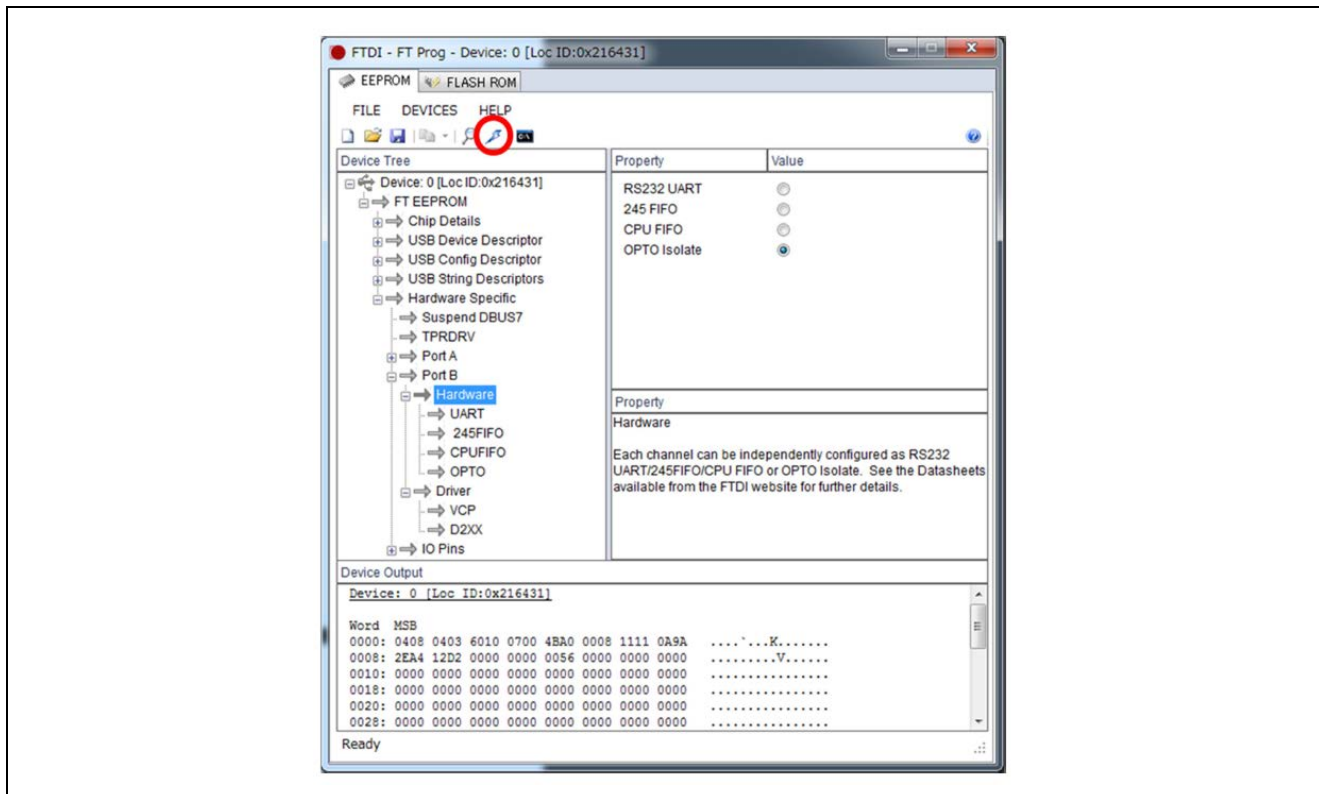 FTDI - FT Prog - Device: 0 [Loc ID:0x216431]
EEPROM FLASH ROM
FILE DEVICES HELP
C:\
Device Tree
Device: 0 [Loc ID:0x216431]
FT EEPROM
Chip Details
USB Device Descriptor
USB Config Descriptor
USB String Descriptors
Hardware Specific
Suspend DBUS7
TPRDRV
Port A
Port B
Hardware
UART
245FIFO
CPUFIFO
OPTO
Driver
VCP
D2XX
IO Pins
Property Value
RS232 UART
245 FIFO
CPU FIFO
OPTO Isolate
Property
Hardware
Each channel can be independently configured as RS232
UART/245FIFO/CPU FIFO or OPTO Isolate. See the Datasheets
available from the FTDI website for further details.
Device Output
Device: 0 [Loc ID:0x216431]
Word MSB
0000: 0408 0403 6010 0700 4BA0 0008 1111 0A9A ....`...K.......
0008: 2EA4 12D2 0000 0000 0056 0000 0000 0000 .........V......
0010: 0000 0000 0000 0000 0000 0000 0000 0000 ................
0018: 0000 0000 0000 0000 0000 0000 0000 0000 ................
0020: 0000 0000 0000 0000 0000 0000 0000 0000 ................
0028: 0000 0000 0000 0000 0000 0000 0000 0000 ................
Ready